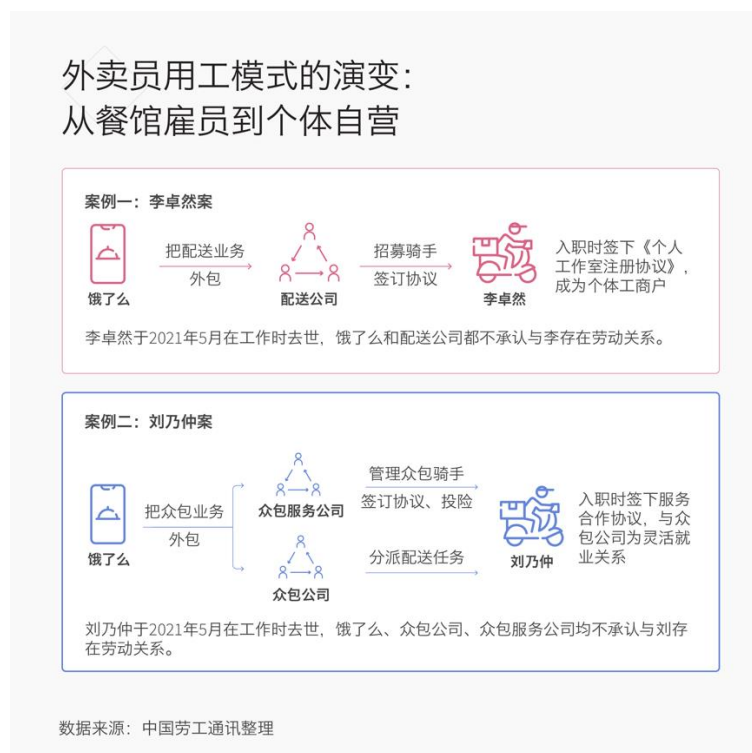 外卖员用工模式的演变：
从餐馆雇员到个体自营
案例一：李卓然案
饿了么
把配送业务
外包
配送公司
招募骑手
签订协议
李卓然
入职时签下《个人
工作室注册协议》，
成为个体工商户
李卓然于2021年5月在工作时去世，饿了么和配送公司都不承认与李存在劳动关系。
案例二：刘乃仲案
饿了么
把众包业务
外包
众包服务公司
管理众包骑手
签订协议、投险
众包公司
分派配送任务
刘乃仲
入职时签下服务
合作协议，与众
包公司为灵活就
业关系
刘乃仲于2021年5月在工作时去世，饿了么、众包公司、众包服务公司均不承认与刘存
在劳动关系。
数据来源：中国劳工通讯整理